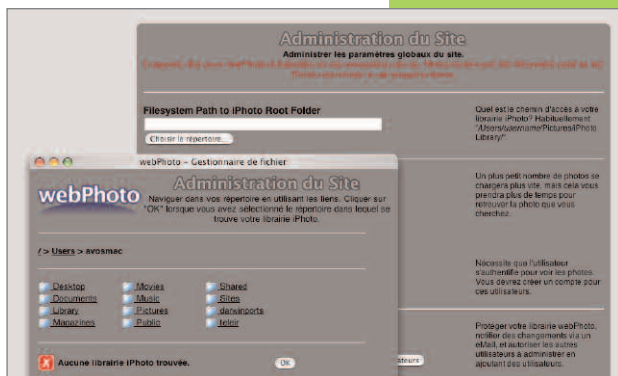 Administration du Site
Administrer les paramètres globaux du site.
Filesystem Path to iPhoto Root Folder
Choisir le répertoire...
Quel est le chemin d'accès à votre
librairie iPhoto? Habituellement
"/Users/username/Pictures/iPhoto
Library/".
Un plus petit nombre de photos se
chargera plus vite, mais cela vous
prendra plus de temps pour
retrouver la photo que vous
cherchez.
Nécessite que l'utilisateur
s'authentifie pour voir les photos.
Vous devrez créer un compte pour
ces utilisateurs.
Protéger votre librairie webPhoto,
notifier des changements via un
eMail, et autoriser les autres
utilisateurs à administrer en
ajoutant des utilisateurs.
ateurs
webPhoto - Gestionnaire de fichier
webPhoto
Administration du Site
Naviguer dans vos répertoire en utilisant les liens. Cliquer sur
"OK" lorsque vous avez sélectionné le répertoire dans lequel se
trouve votre librairie iPhoto.
/ > Users > avosmac
Desktop Movies Shared
Documents Music Sites
Library Pictures darwinports
Magazines Public
Aucune librairie iPhoto trouvée. OK